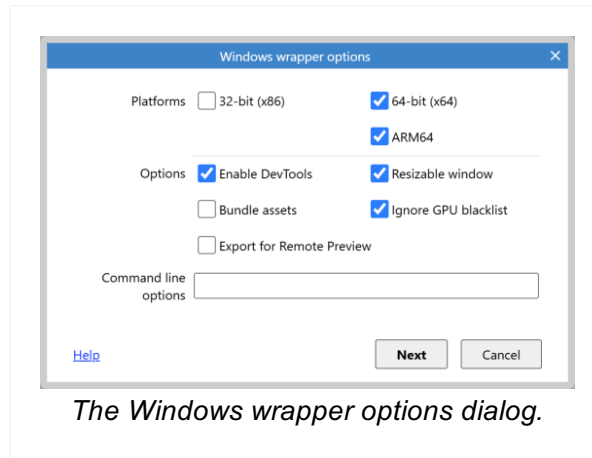 Windows wrapper options
Platforms 32-bit (x86) 64-bit (x64)
ARM64
Options Enable DevTools Resizable window
Bundle assets Ignore GPU blacklist
Export for Remote Preview
Command line
options
Help Next Cancel
The Windows wrapper options dialog.